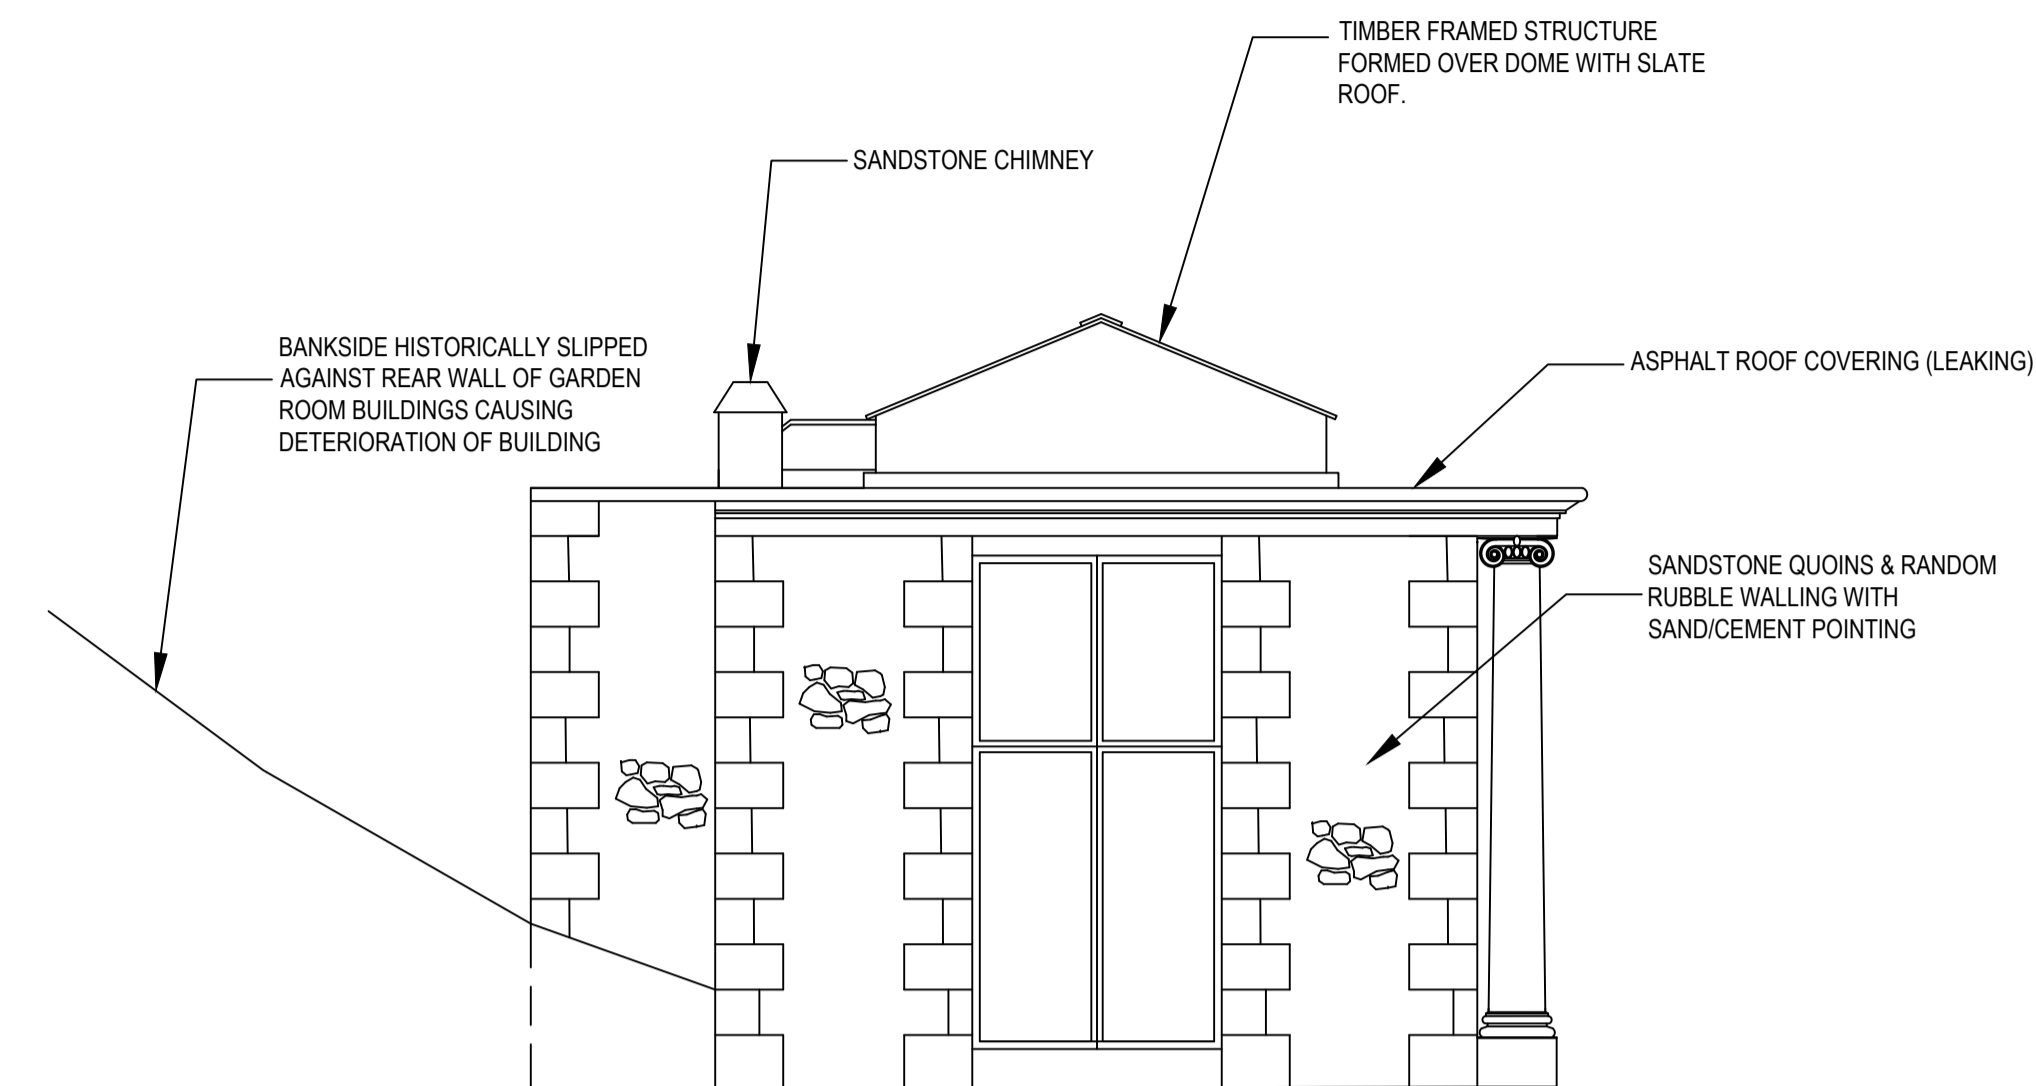 TIMBER FRAMED STRUCTURE
FORMED OVER DOME WITH SLATE
ROOF.
SANDSTONE CHIMNEY
BANKSIDE HISTORICALLY SLIPPED
AGAINST REAR WALL OF GARDEN
ROOM BUILDINGS CAUSING
DETERIORATION OF BUILDING
ASPHALT ROOF COVERING (LEAKING)
SANDSTONE QUOINS & RANDOM
RUBBLE WALLING WITH
SAND/CEMENT POINTING